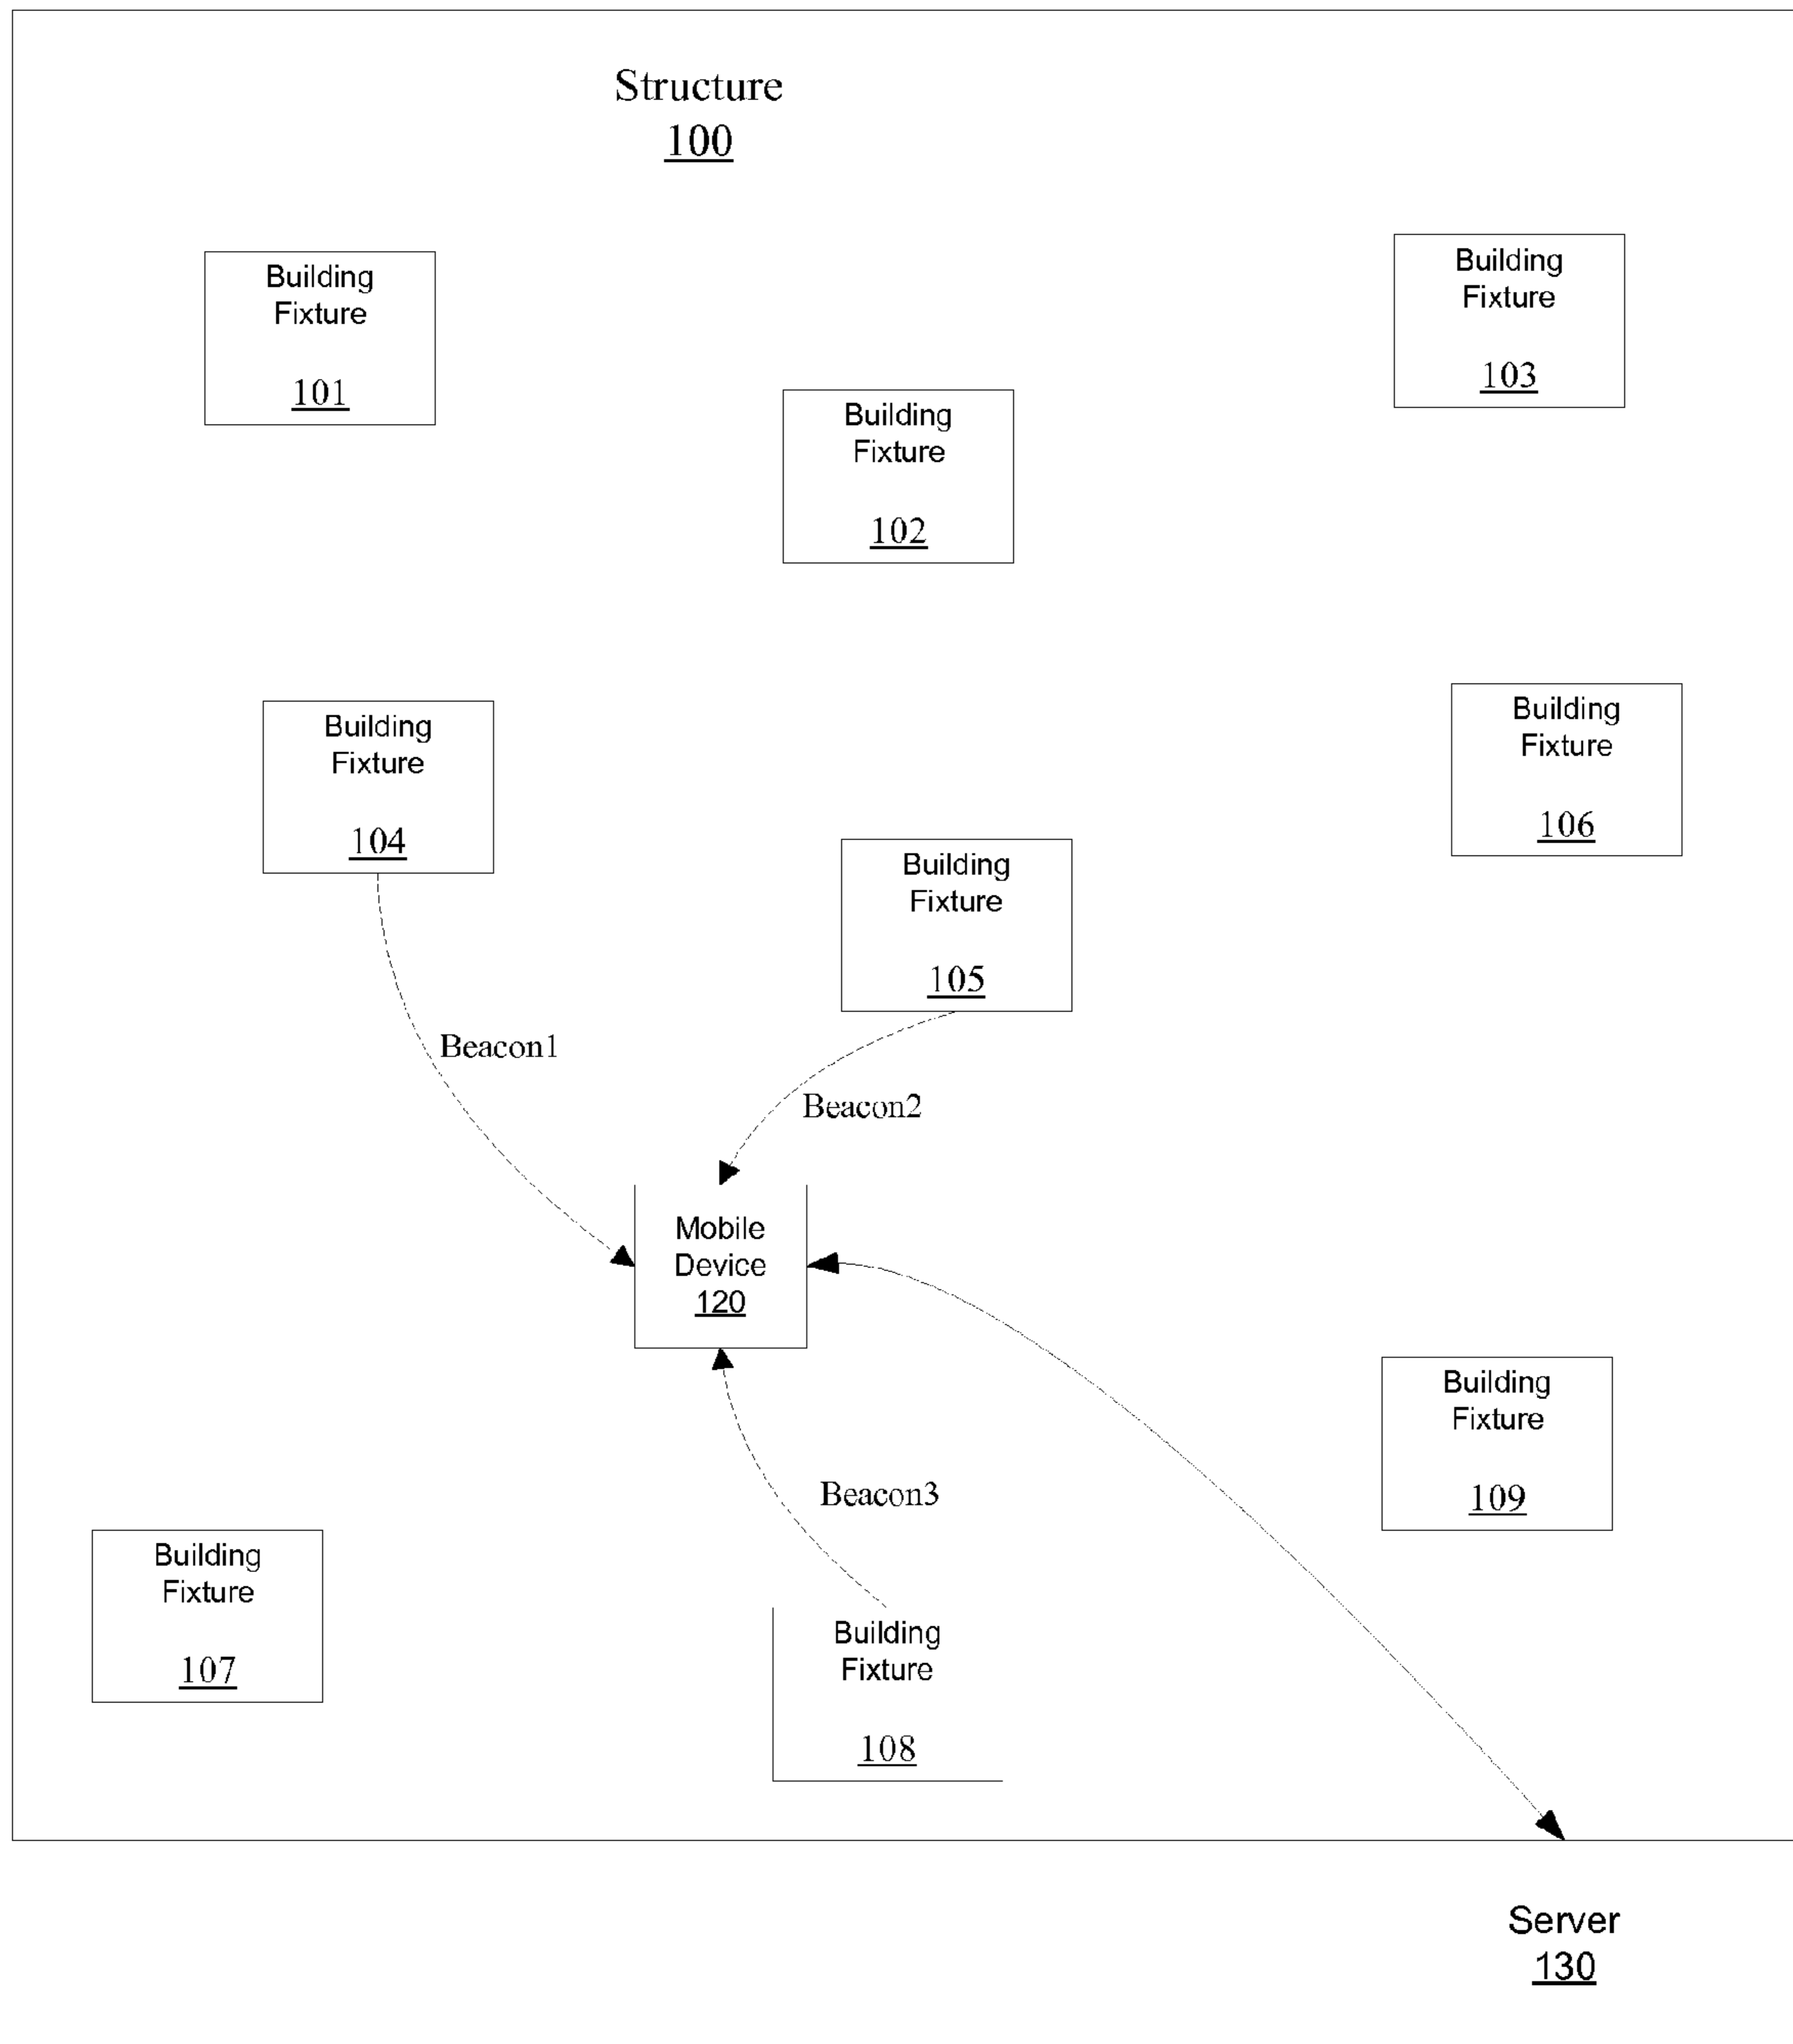 Structure
100
Building
Fixture
101
Building
Fixture
103
Building
Fixture
102
Building
Fixture
104
Building
Fixture
106
Building
Fixture
105
Beacon1
Beacon2
Mobile
Device
120
Building
Fixture
109
Beacon3
Building
Fixture
107
Building
Fixture
108
Server
130